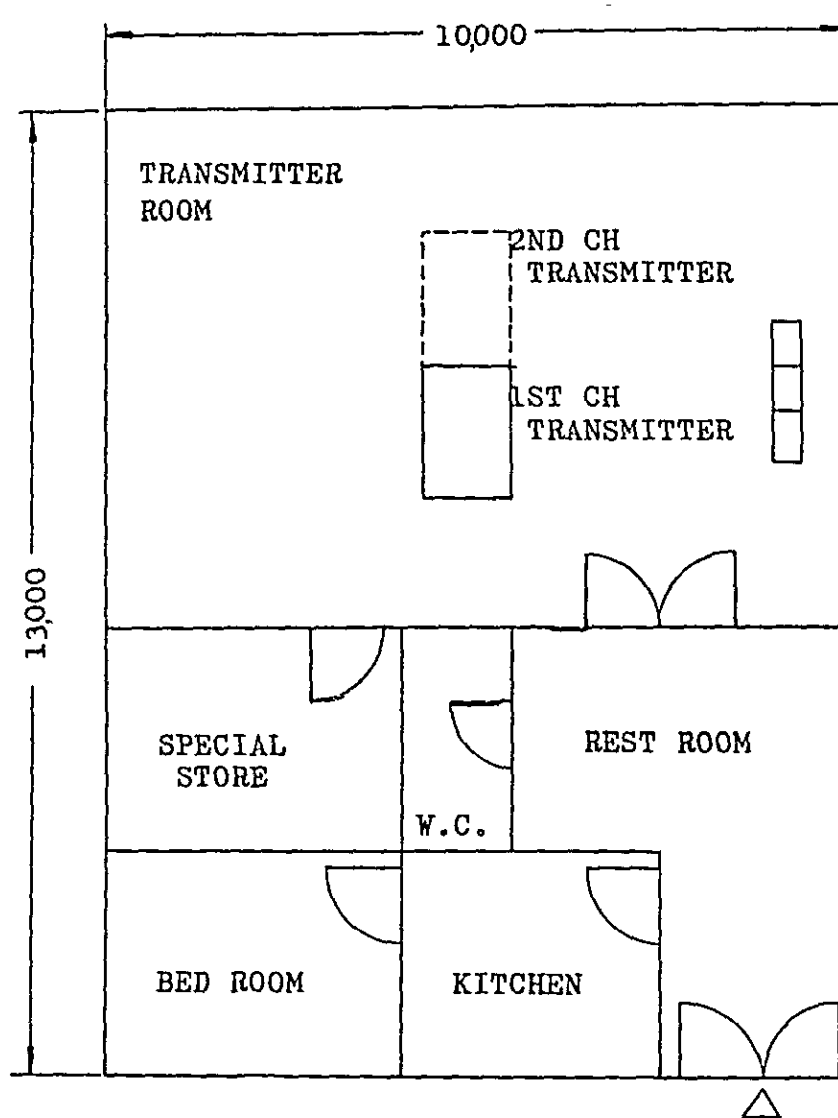 10,000
TRANSMITTER
ROOM
2ND CH
TRANSMITTER
1ST CH
TRANSMITTER
13,000
SPECIAL
STORE
REST ROOM
W.C.
BED ROOM
KITCHEN